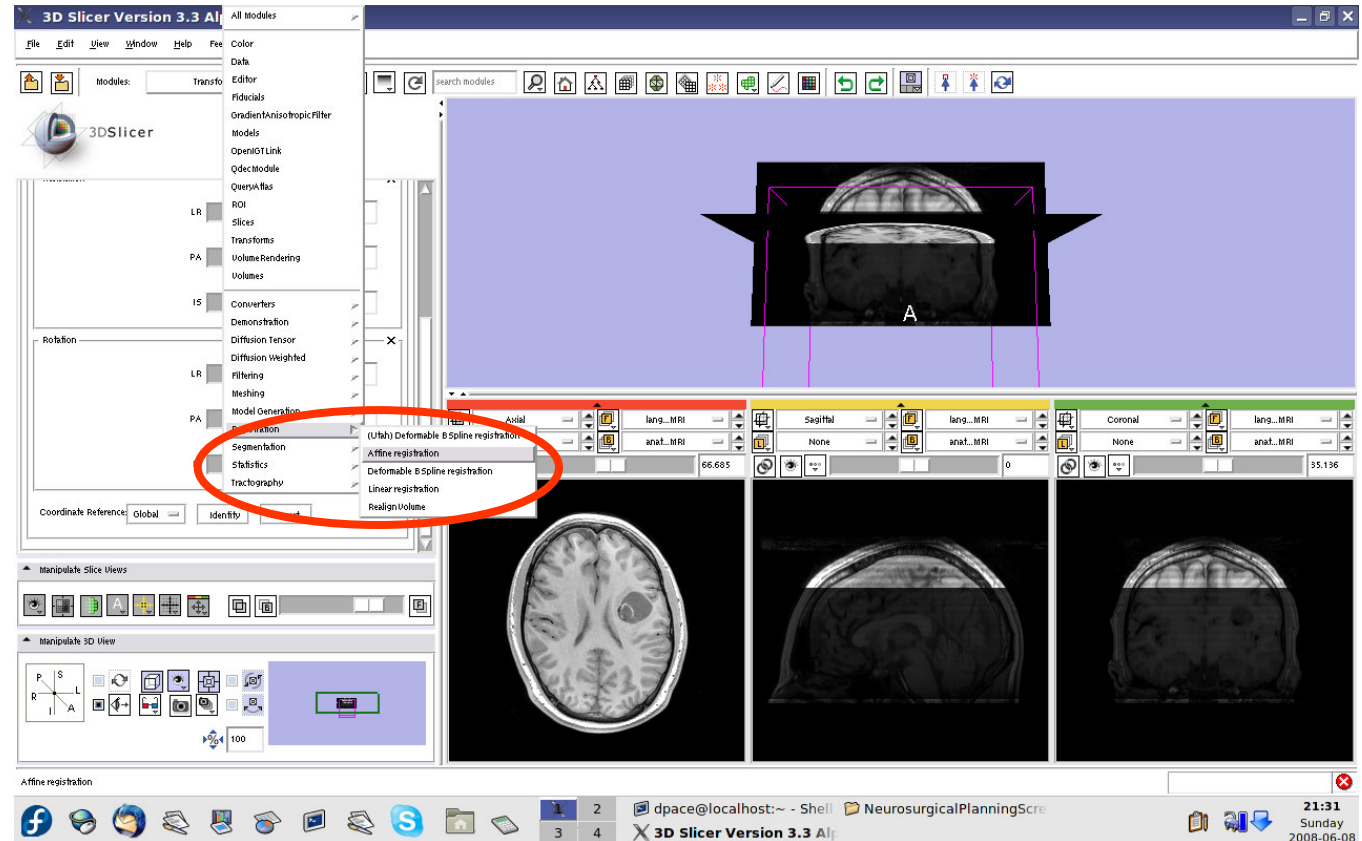 3D Slicer Version 3.3 Al
File Edit View Window Help Fee
Modules: Transfo
search modules
3DSlicer
All Modules
Color
Data
Editor
Fiducials
GradientAnisotropicFilter
Models
OpenIGTLink
QdecModule
QueryAtlas
ROI
Slices
Transforms
VolumeRendering
Volumes
Converters
Demonstration
Diffusion Tensor
Diffusion Weighted
Filtering
Meshing
Model Generation
Registration
Segmentation
Statistics
Tractography
(Utah) Deformable BSpline registration
Affine registration
Deformable BSpline registration
Linear registration
Realign Volume
LR
PA
IS
Rotation
LR
PA
Coordinate Reference: Global Identity
A
Axial lang...MRI
anat...MRI
66.685
Sagittal lang...MRI
None anat...MRI
0
Coronal lang...MRI
None anat...MRI
35.136
Manipulate Slice Views
Manipulate 3D View
P S
R L
I A
% 100
Affine registration
1 2
3 4
dpace@localhost:~ - Shell
NeurosurgicalPlanningScre
3D Slicer Version 3.3 Alp
21:31
Sunday
2008-06-08